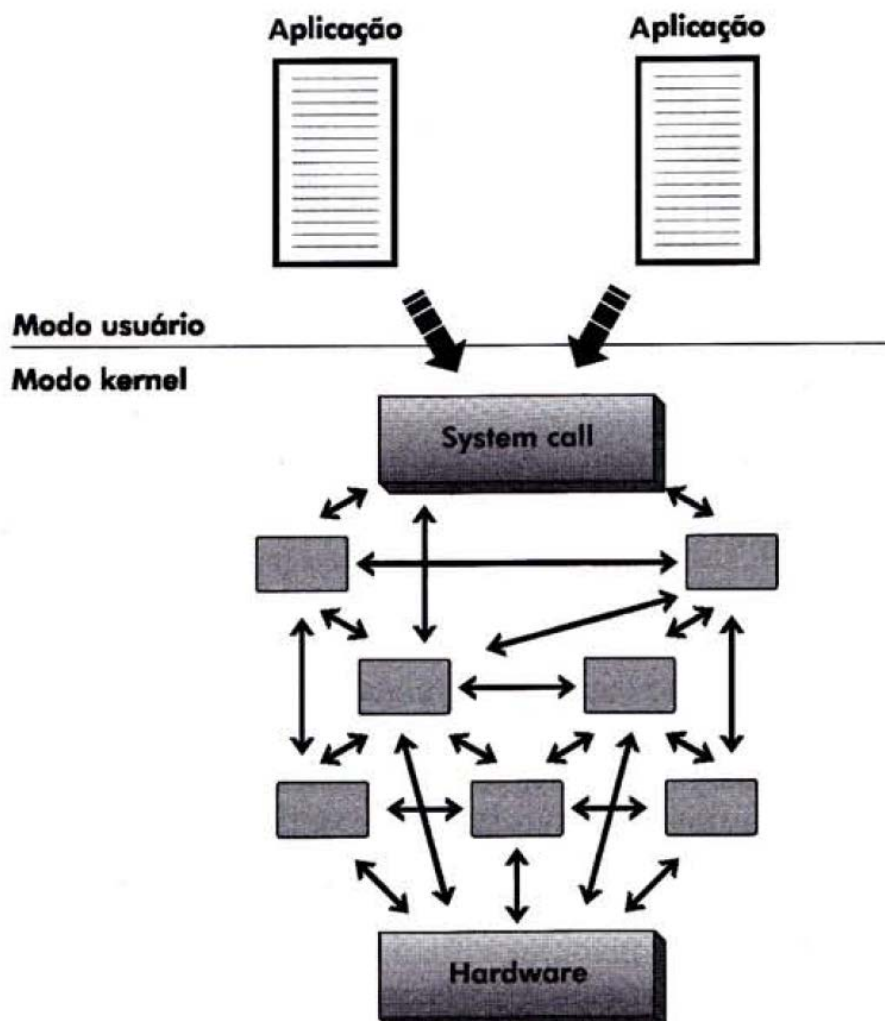 Aplicação
Aplicação
Modo usuário
Modo kernel
System call
Hardware